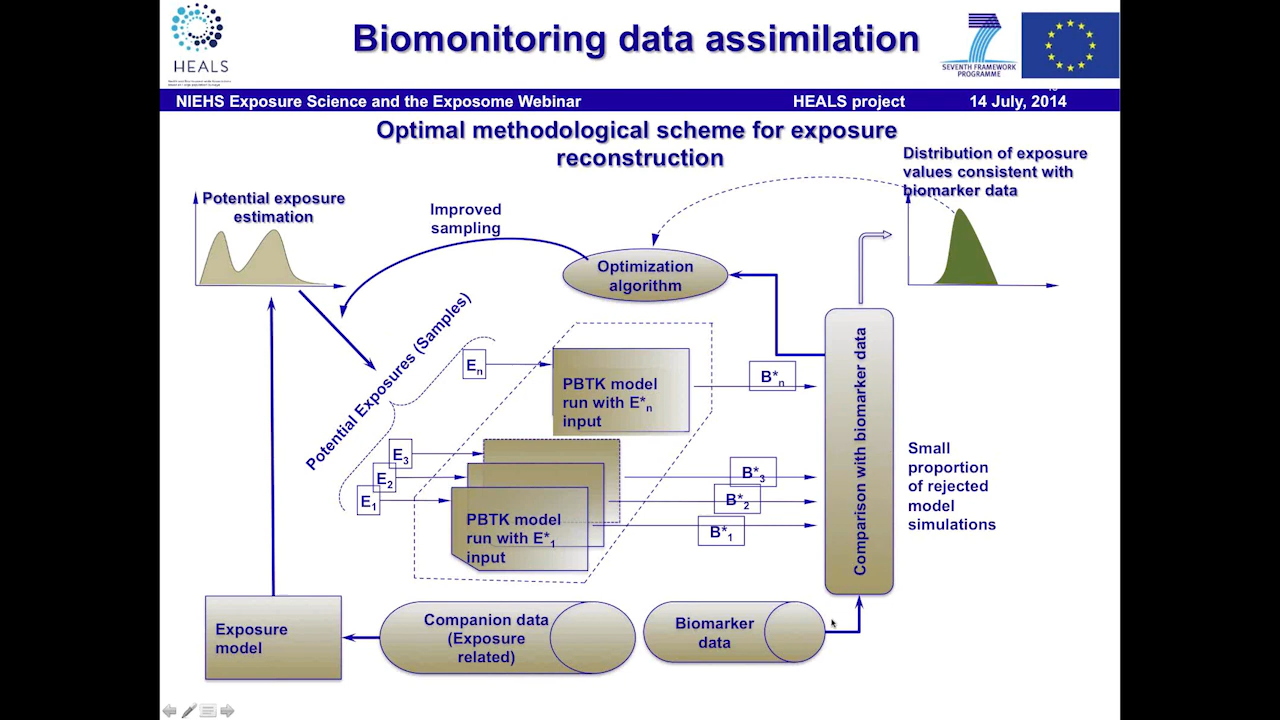 Biomonitoring data assimilation
HEALS
SEVENTH FRAMEWORK
PROGRAMME
NIEHS Exposure Science and the Exposome Webinar
HEALS project
14 July, 2014
Optimal methodological scheme for exposure
reconstruction
Distribution of exposure
values consistent with
biomarker data
Potential exposure
estimation
Improved
sampling
Optimization
algorithm
Potential Exposures (Samples)
En
PBTK model
run with E*n
input
B*n
E3
E2
E1
PBTK model
run with E*1
input
B*3
B*2
B*1
Comparison with biomarker data
Small
proportion
of rejected
model
simulations
Exposure
model
Companion data
(Exposure
related)
Biomarker
data